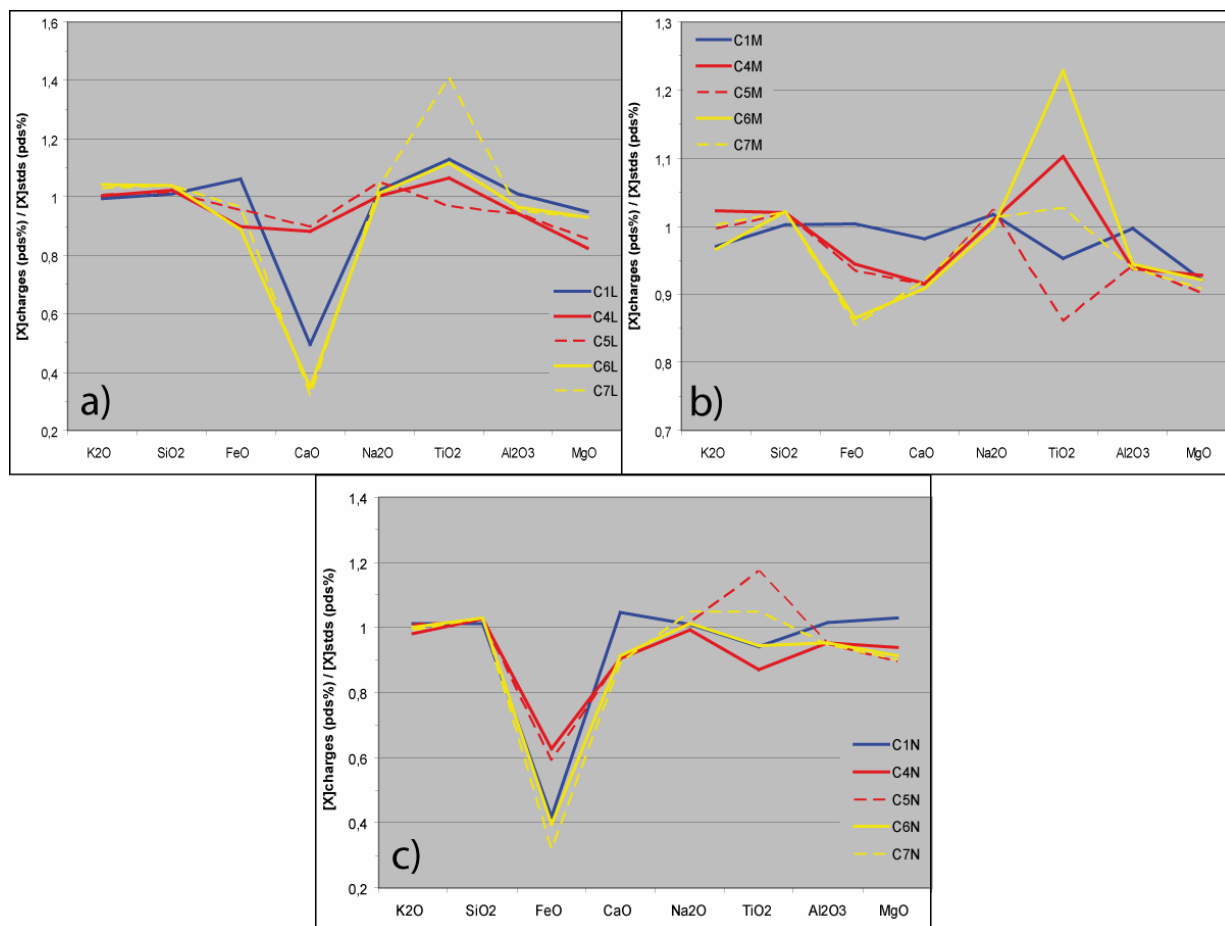 [X]charges (pds%) / [X]stds (pds%)
1,6
1,4
1,2
1
0,8
0,6
0,4
0,2
C1L
C4L
C5L
C6L
C7L
a)
K2O SiO2 FeO CaO Na2O TiO2 Al2O3 MgO
[X]charges (pds%) / [X]stds (pds%)
1,3
1,2
1,1
1
0,9
0,8
0,7
C1M
C4M
C5M
C6M
C7M
b)
K2O SiO2 FeO CaO Na2O TiO2 Al2O3 MgO
[X]charges (pds%) / [X]stds (pds%)
1,4
1,2
1
0,8
0,6
0,4
0,2
C1N
C4N
C5N
C6N
C7N
c)
K2O SiO2 FeO CaO Na2O TiO2 Al2O3 MgO